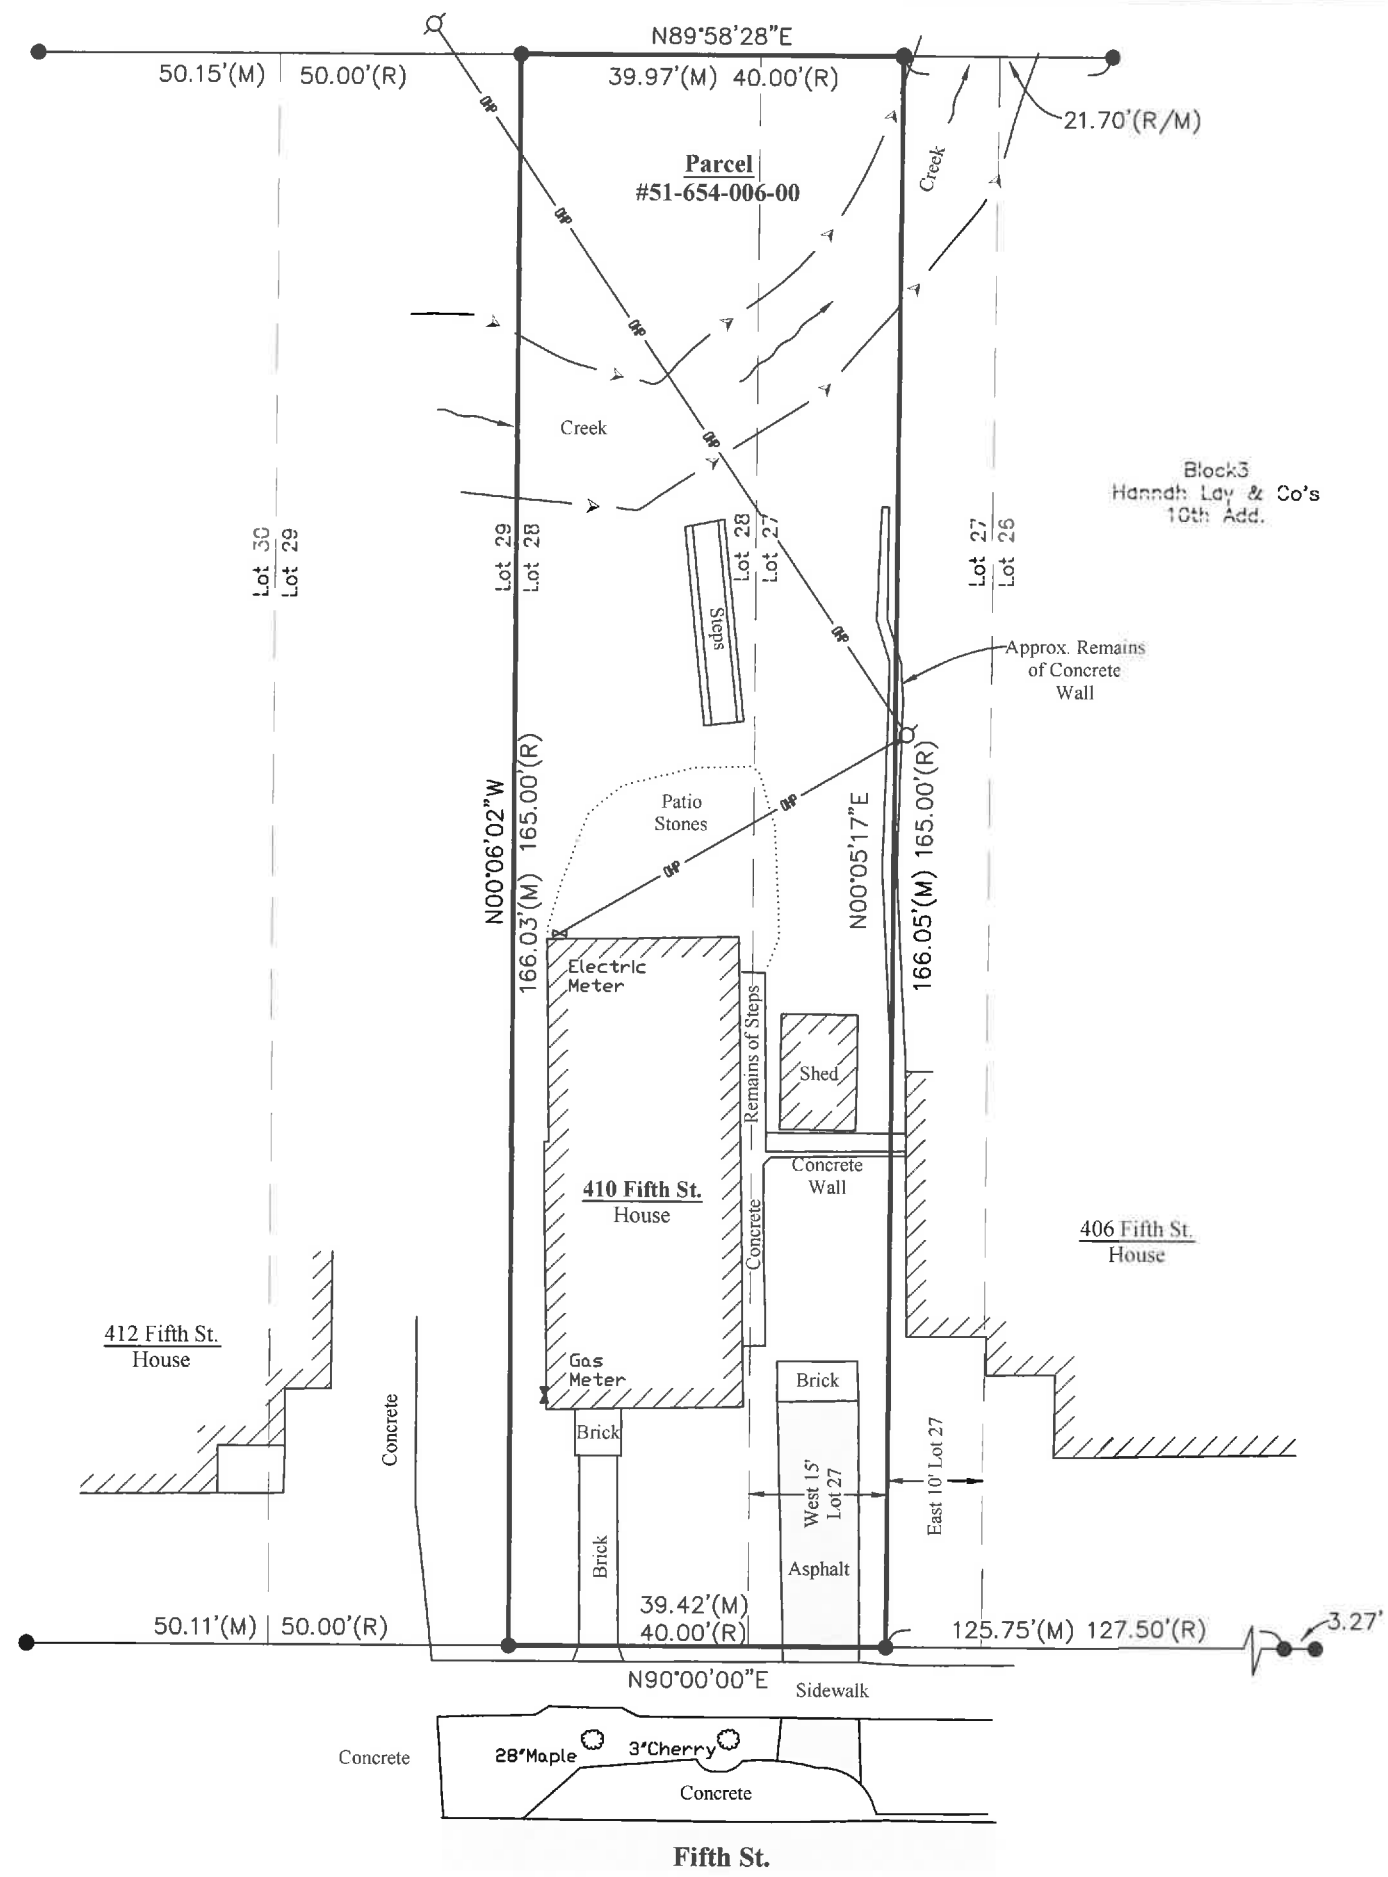 N89°58'28"E
50.15'(M) 50.00'(R)
39.97'(M) 40.00'(R)
21.70'(R/M)
OHP
Parcel
#51-654-006-00
Creek
OHP
OHP
Creek
OHP
Block3
Hannah Lay & Co's
10th Add.
Lot 30
Lot 29
Lot 29
Lot 28
Lot 28
Lot 27
Lot 27
Lot 26
Steps
OHP
Approx. Remains
of Concrete
Wall
N00°06'02"W
166.03'(M) 165.00'(R)
Patio
Stones
OHP
OHP
N00°05'17"E
166.05'(M) 165.00'(R)
Electric
Meter
Remains of Steps
Shed
Concrete
Wall
410 Fifth St.
House
Concrete
406 Fifth St.
House
412 Fifth St.
House
Gas
Meter
Brick
Concrete
Brick
West 15'
Lot 27
East 10' Lot 27
Brick
Asphalt
39.42'(M)
40.00'(R)
50.11'(M) 50.00'(R)
125.75'(M) 127.50'(R)
3.27'
N90°00'00"E
Sidewalk
Concrete
28"Maple
3"Cherry
Concrete
Fifth St.